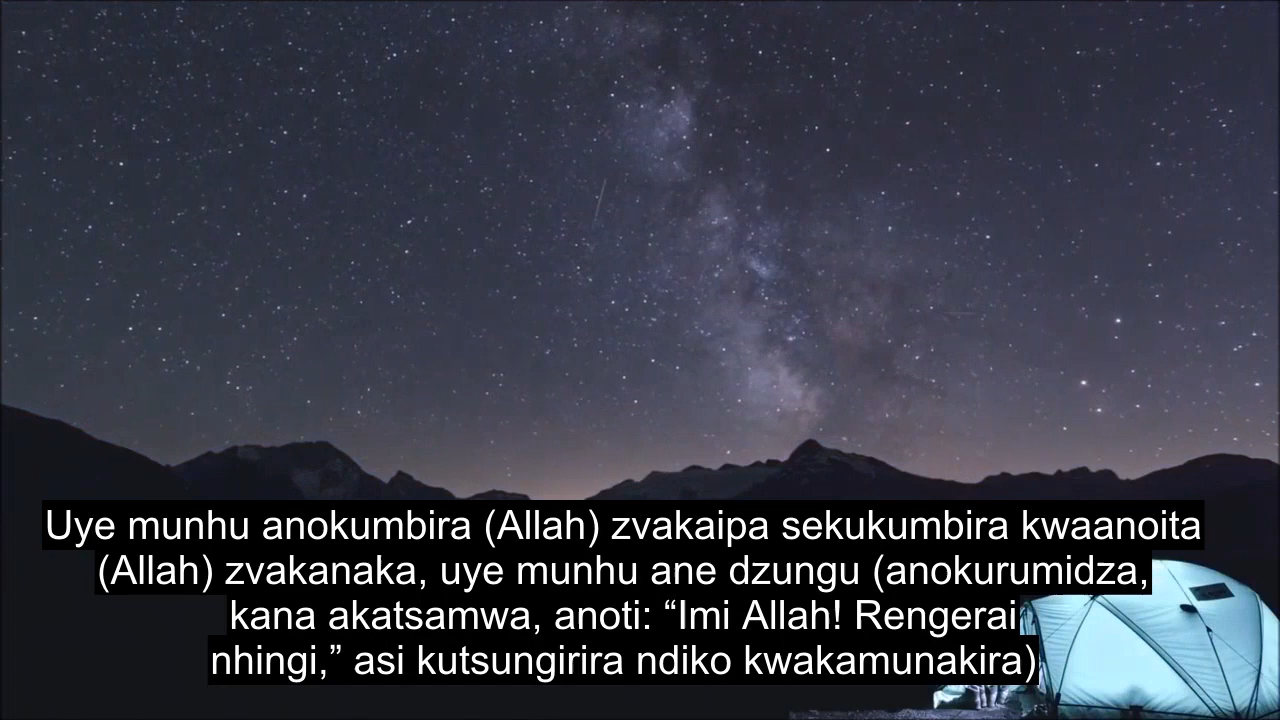 Uye munhu anokumbira (Allah) zvakaipa sekukumbira kwaanoita
(Allah) zvakanaka, uye munhu ane dzungu (anokurumidza,
kana akatsamwa, anoti: “Imi Allah! Rengerai
nhingi,” asi kutsungirira ndiko kwakamunakira)